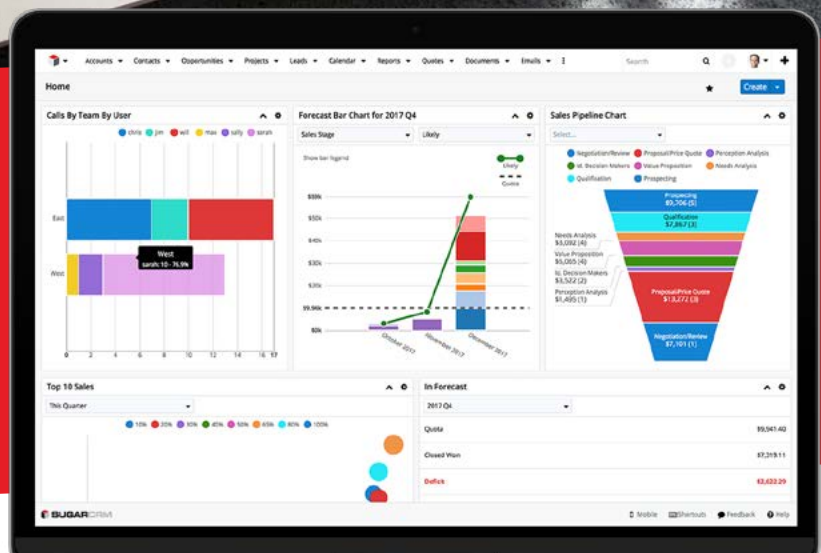 Accounts Contacts Opportunities Projects Leads Calendar Reports Quotes Documents Emails Search
Home
Create
Calls By Team By User
chris jim will max sally sarah
East
West
West
sarah: 10 - 76.9%
0 2 4 6 8 10 12 14 16 17
Forecast Bar Chart for 2017 Q4
Sales Stage
Likely
Show bar legend
Likely
Quota
$50k
$40k
$30k
$20k
$0k
October 2017
November 2017
December 2017
Sales Pipeline Chart
Select...
Negotiation/Review Proposal/Price Quote Perception Analysis
Id. Decision Makers Value Proposition Needs Analysis
Qualification Prospecting
Prospecting
$9,706 (5)
Qualification
$7,867 (3)
Needs Analysis
$3,092 (4)
Value Proposition
$5,065 (4)
Id. Decision Makers
$3,522 (2)
Perception Analysis
$1,495 (1)
Proposal/Price Quote
$13,272 (3)
Negotiation/Review
$7,101 (1)
Top 10 Sales
This Quarter
10% 20% 30% 40% 50% 65% 80% 100%
In Forecast
2017 Q4
Quota
$9,941.40
Closed Won
$7,319.11
Deficit
$2,622.29
SUGARCRM
Mobile Shortcuts Feedback Help